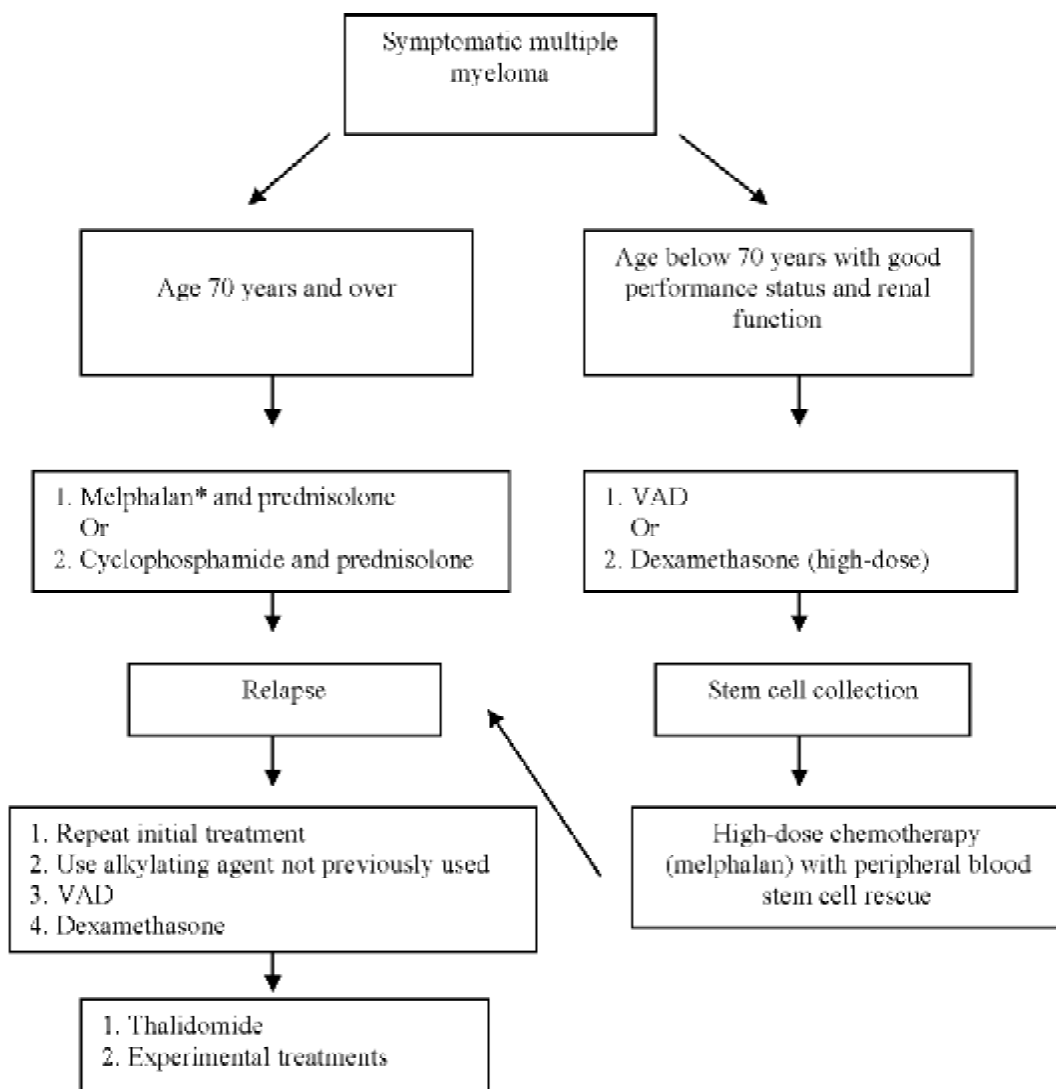 Symptomatic multiple
myeloma
Age 70 years and over
Age below 70 years with good
performance status and renal
function
1. Melphalan* and prednisolone
Or
2. Cyclophosphamide and prednisolone
1. VAD
Or
2. Dexamethasone (high-dose)
Relapse
Stem cell collection
1. Repeat initial treatment
2. Use alkylating agent not previously used
3. VAD
4. Dexamethasone
High-dose chemotherapy
(melphalan) with peripheral blood
stem cell rescue
1. Thalidomide
2. Experimental treatments